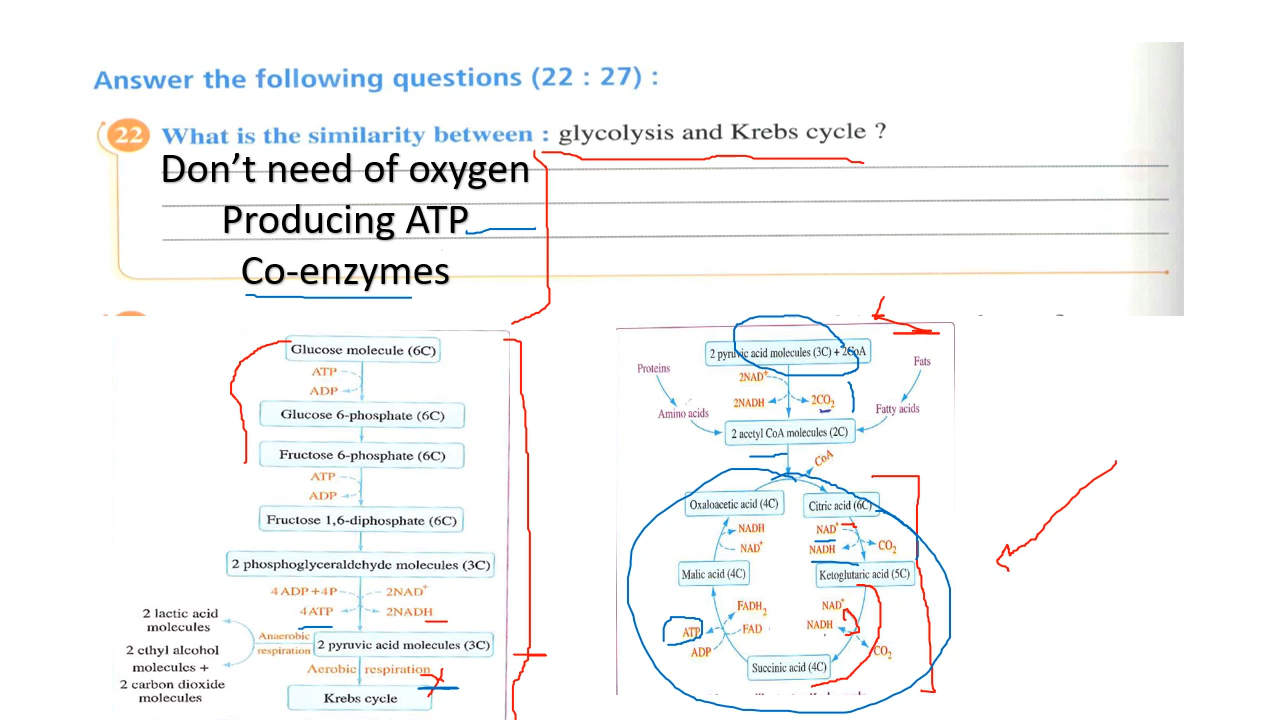 Answer the following questions (22 : 27) :
22 What is the similarity between : glycolysis and Krebs cycle ?
Don't need of oxygen
Producing ATP
Co-enzymes
Glucose molecule (6C)
ATP
ADP
Glucose 6-phosphate (6C)
Fructose 6-phosphate (6C)
ATP
ADP
Fructose 1,6-diphosphate (6C)
2 phosphoglyceraldehyde molecules (3C)
4 ADP+4P 2NAD⁺
4 ATP 2NADH
2 lactic acid
molecules
2 ethyl alcohol
molecules +
2 carbon dioxide
molecules
Anaerobic
respiration
2 pyruvic acid molecules (3C)
Aerobic respiration
Krebs cycle
2 pyruvic acid molecules (3C) + 2CoA
Proteins
Fats
2NAD⁺
2NADH 2CO₂
Amino acids
Fatty acids
2 acetyl CoA molecules (2C)
CoA
Oxaloacetic acid (4C)
Citric acid (6C)
NADH
NAD⁺
NAD⁺
NADH
CO₂
Malic acid (4C)
Ketoglutaric acid (5C)
FADH₂
FAD
ATP
ADP
NAD⁺
NADH
CO₂
Succinic acid (4C)